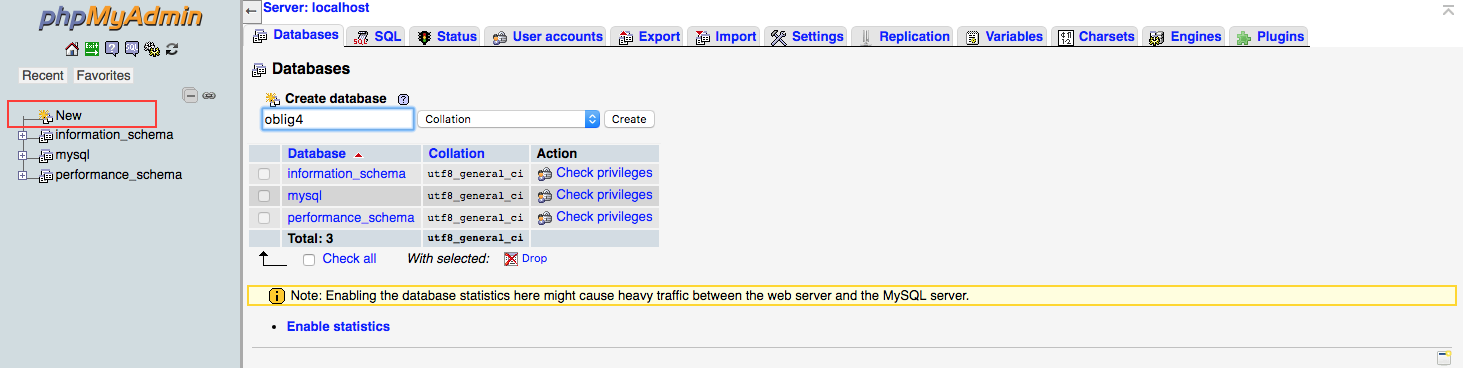 phpMyAdmin
Recent Favorites
New
information_schema
mysql
performance_schema
Server: localhost
Databases SQL Status User accounts Export Import Settings Replication Variables Charsets Engines Plugins
Databases
Create database
oblig4 Collation Create
Database Collation Action
information_schema utf8_general_ci Check privileges
mysql utf8_general_ci Check privileges
performance_schema utf8_general_ci Check privileges
Total: 3 utf8_general_ci
Check all With selected: Drop
Note: Enabling the database statistics here might cause heavy traffic between the web server and the MySQL server.
Enable statistics